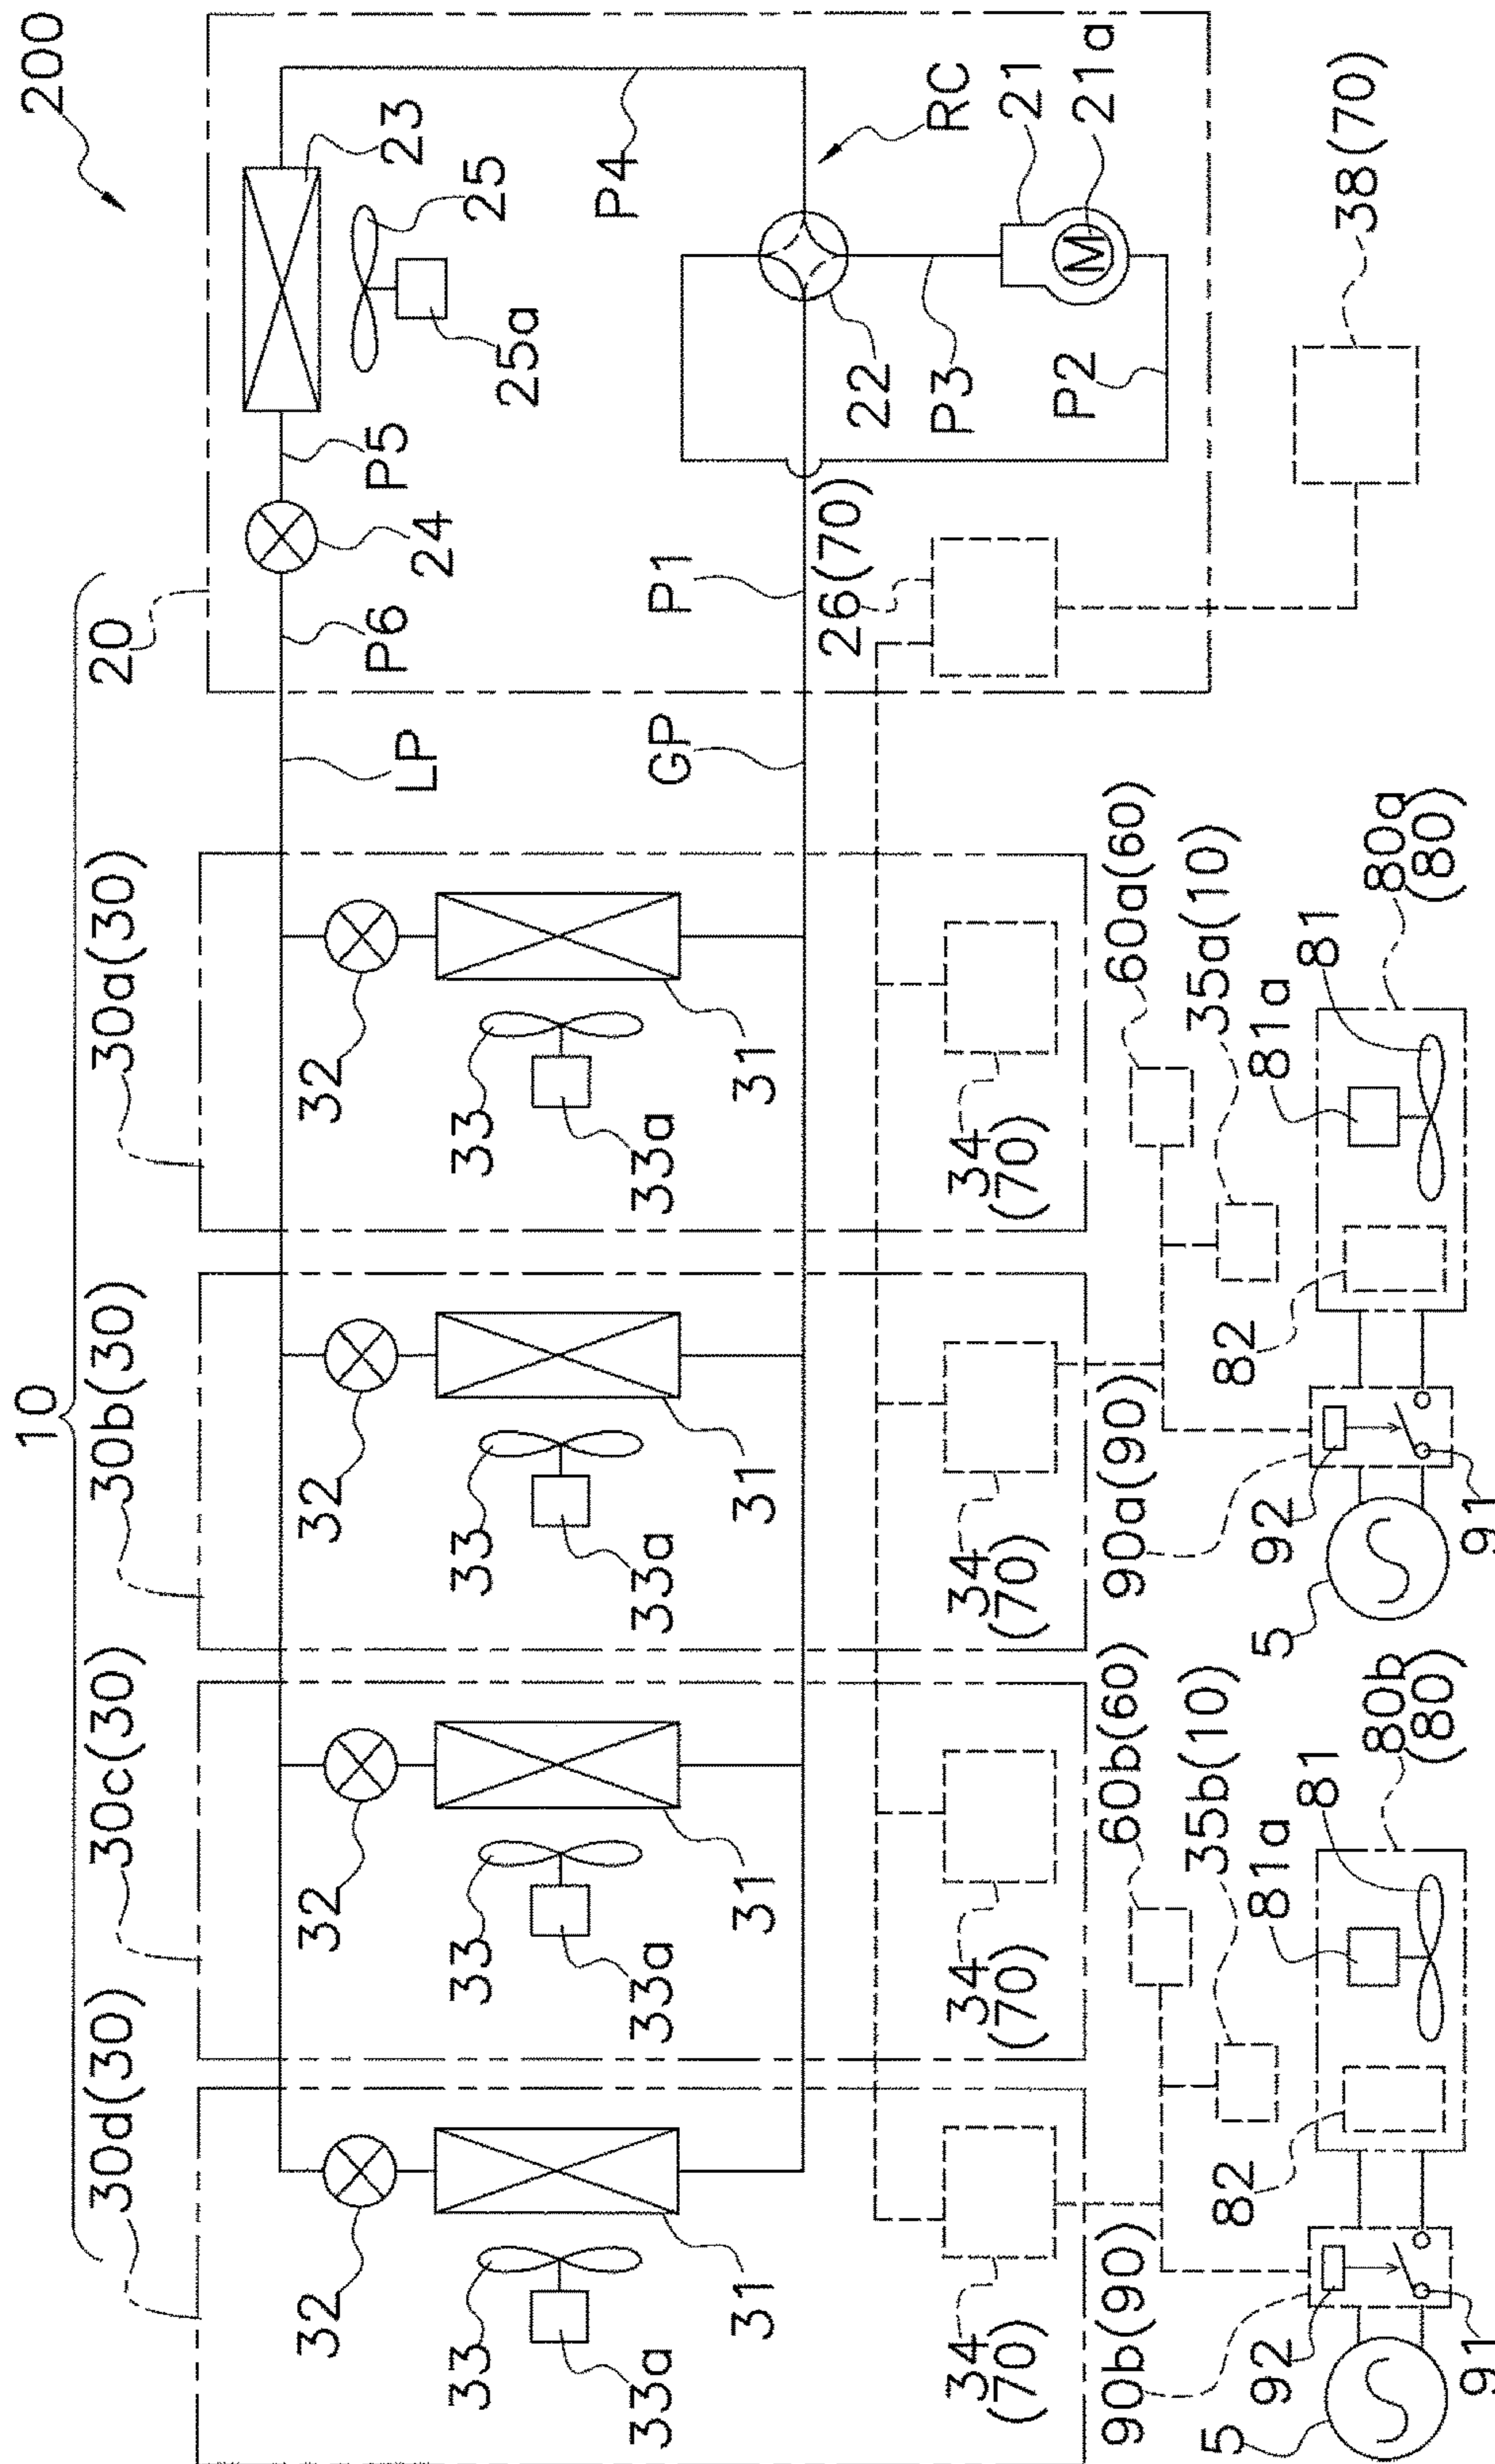 200
10
20
30a(30)
30b(30)
30c(30)
30d(30)
23
25
25a
P5
24
P6
LP
P4
RC
21
21a
22
P3
P2
P1
GP
26(70)
38(70)
32
33
33a
31
34
(70)
32
33
33a
31
34
(70)
32
33
33a
31
34
(70)
32
33
33a
31
34
(70)
M
60a(60)
35a(10)
81a
81
80a
(80)
82
90a(90)
92
91
5
60b(60)
35b(10)
81a
81
80b
(80)
82
90b(90)
92
91
5